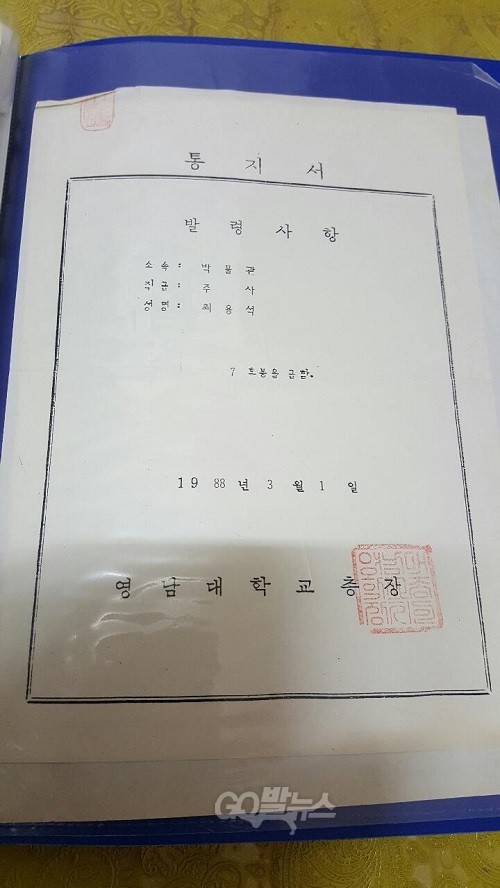 통 지 서
발 령 사 항
소 속 : 박 물 관
직 급 : 주 사
성 명 : 최 용 석
7 호봉을 급함.
19 88 년 3 월 1 일
영 남 대 학 교 총 장
GO발뉴스